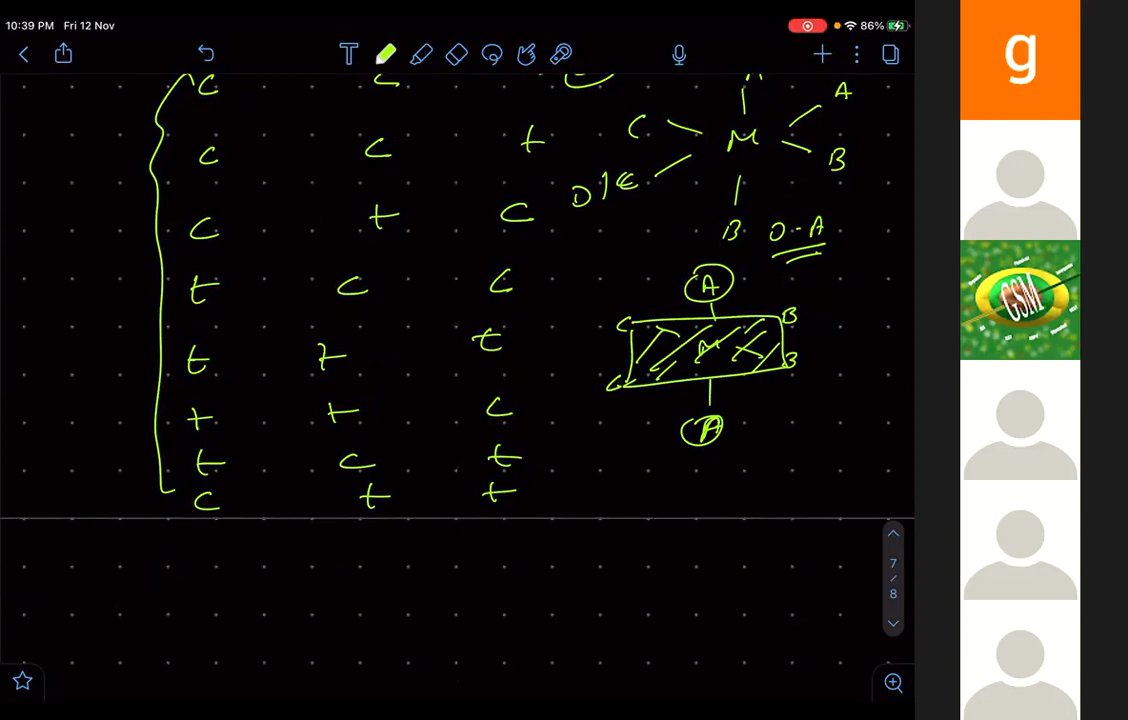 10:39 PM Fri 12 Nov 86%
g
T
C C
A
C M A
C C t B
D / E
C t C B O-A
t C C A
C B
t t t M
C B
t t C A
t C t
C t t
7
/
8
GSM